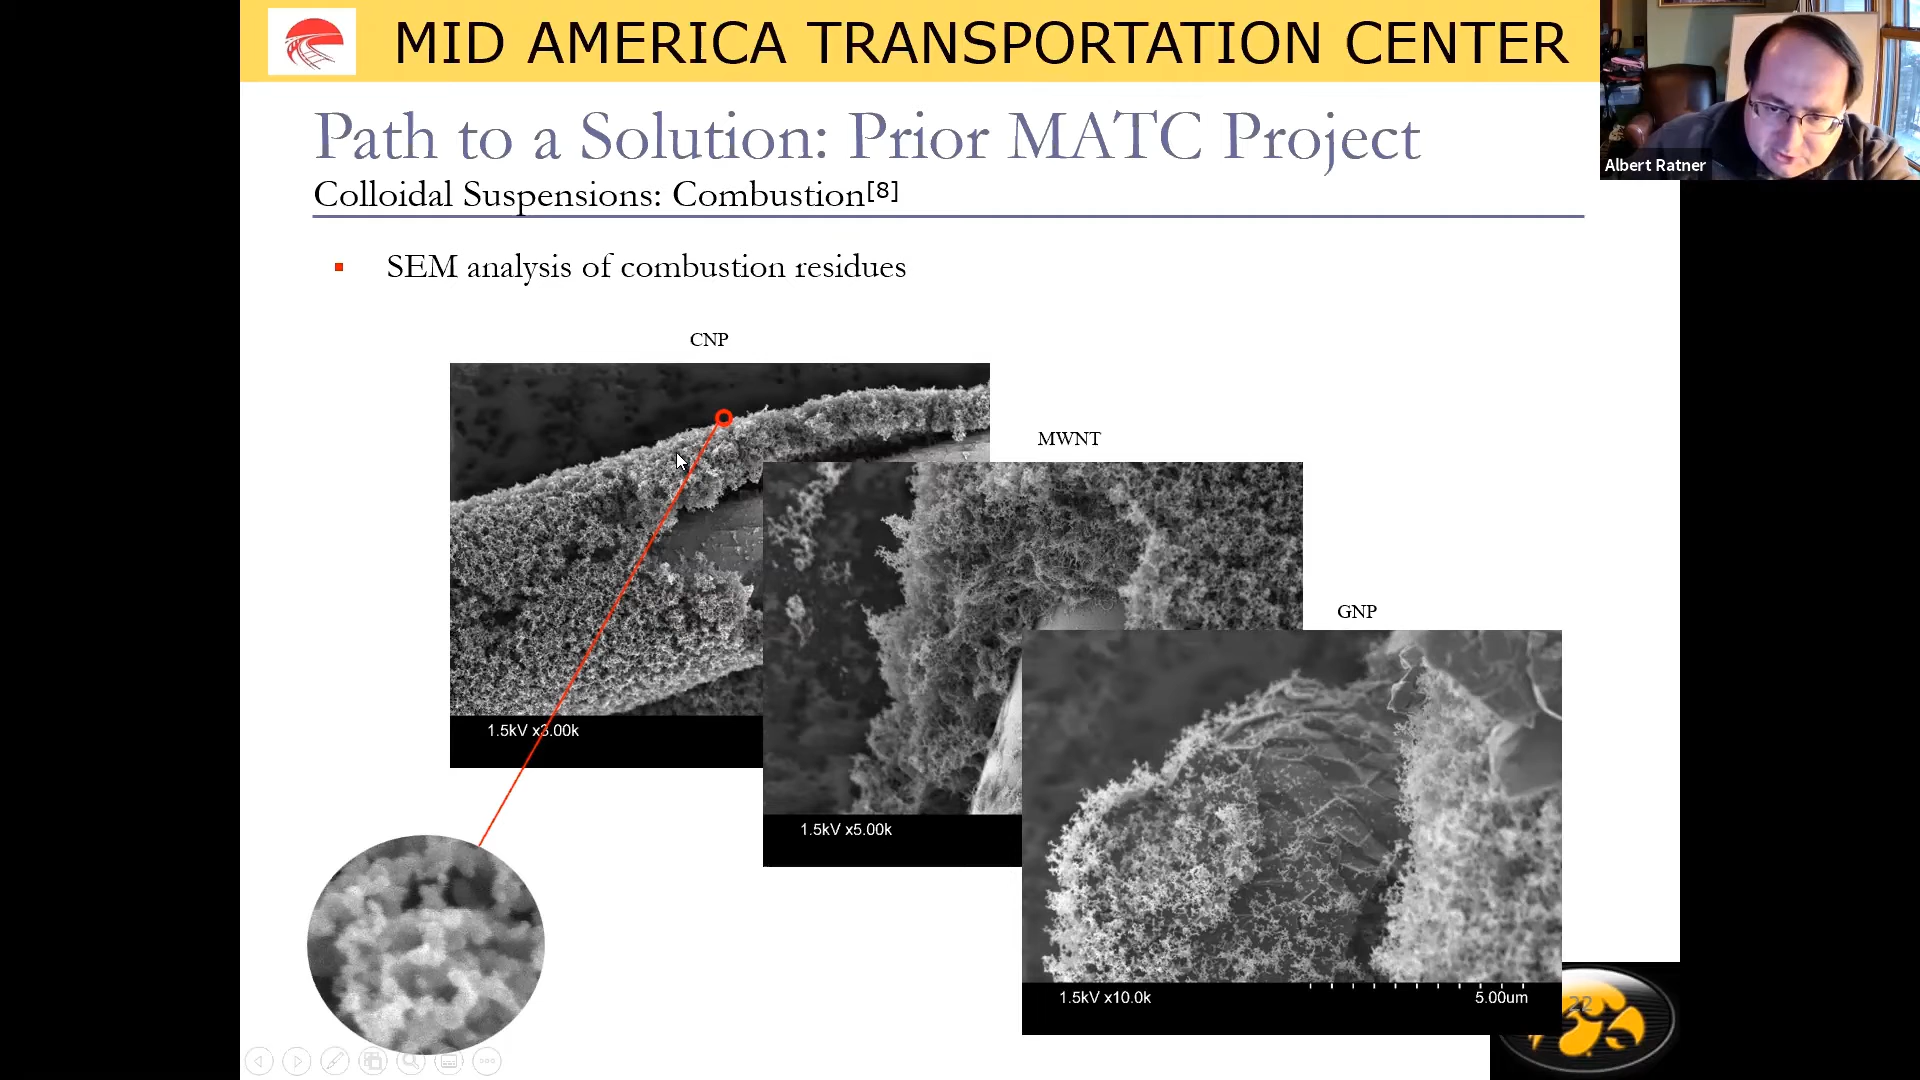 MID AMERICA TRANSPORTATION CENTER
Albert Ratner
Path to a Solution: Prior MATC Project
Colloidal Suspensions: Combustion[8]
SEM analysis of combustion residues
CNP
MWNT
GNP
1.5kV x3.00k
1.5kV x5.00k
1.5kV x10.0k
5.00um
22